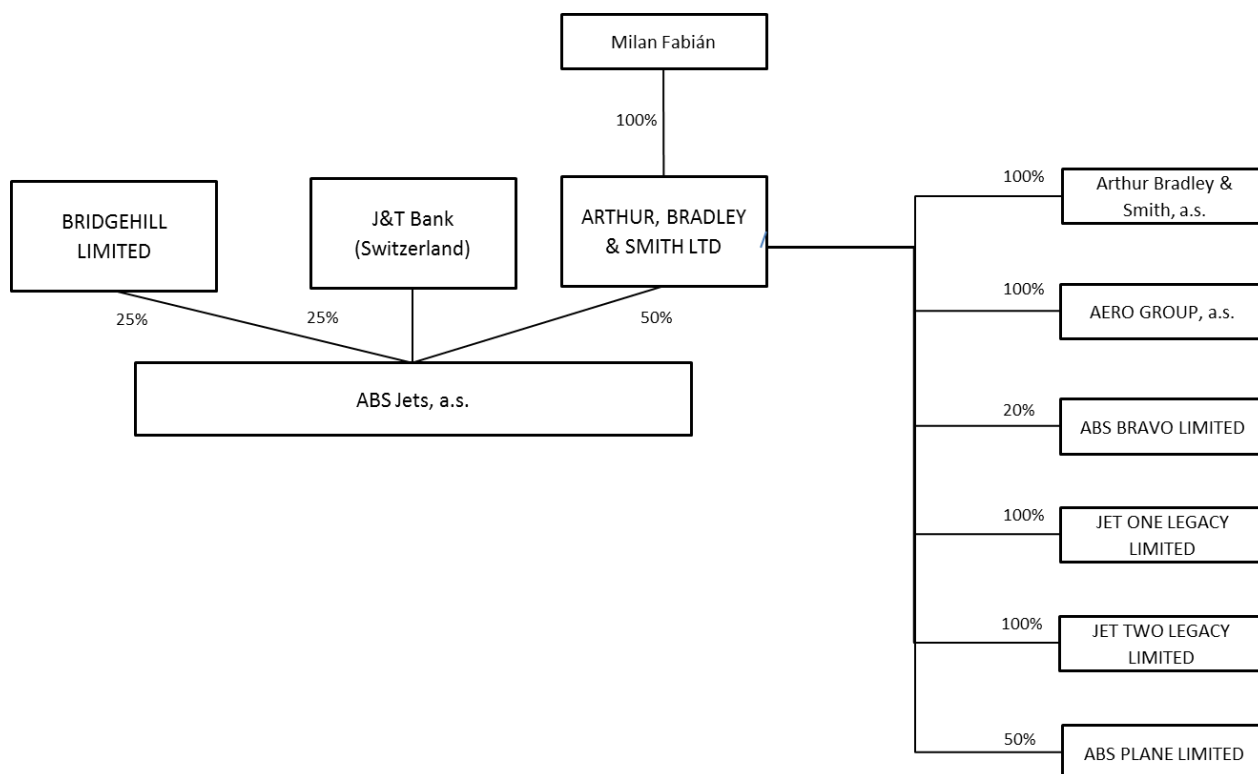 Milan Fabián
100%
BRIDGEHILL
LIMITED
J&T Bank
(Switzerland)
ARTHUR, BRADLEY
& SMITH LTD
25%
25%
50%
ABS Jets, a.s.
100%
Arthur Bradley &
Smith, a.s.
100%
AERO GROUP, a.s.
20%
ABS BRAVO LIMITED
100%
JET ONE LEGACY
LIMITED
100%
JET TWO LEGACY
LIMITED
50%
ABS PLANE LIMITED